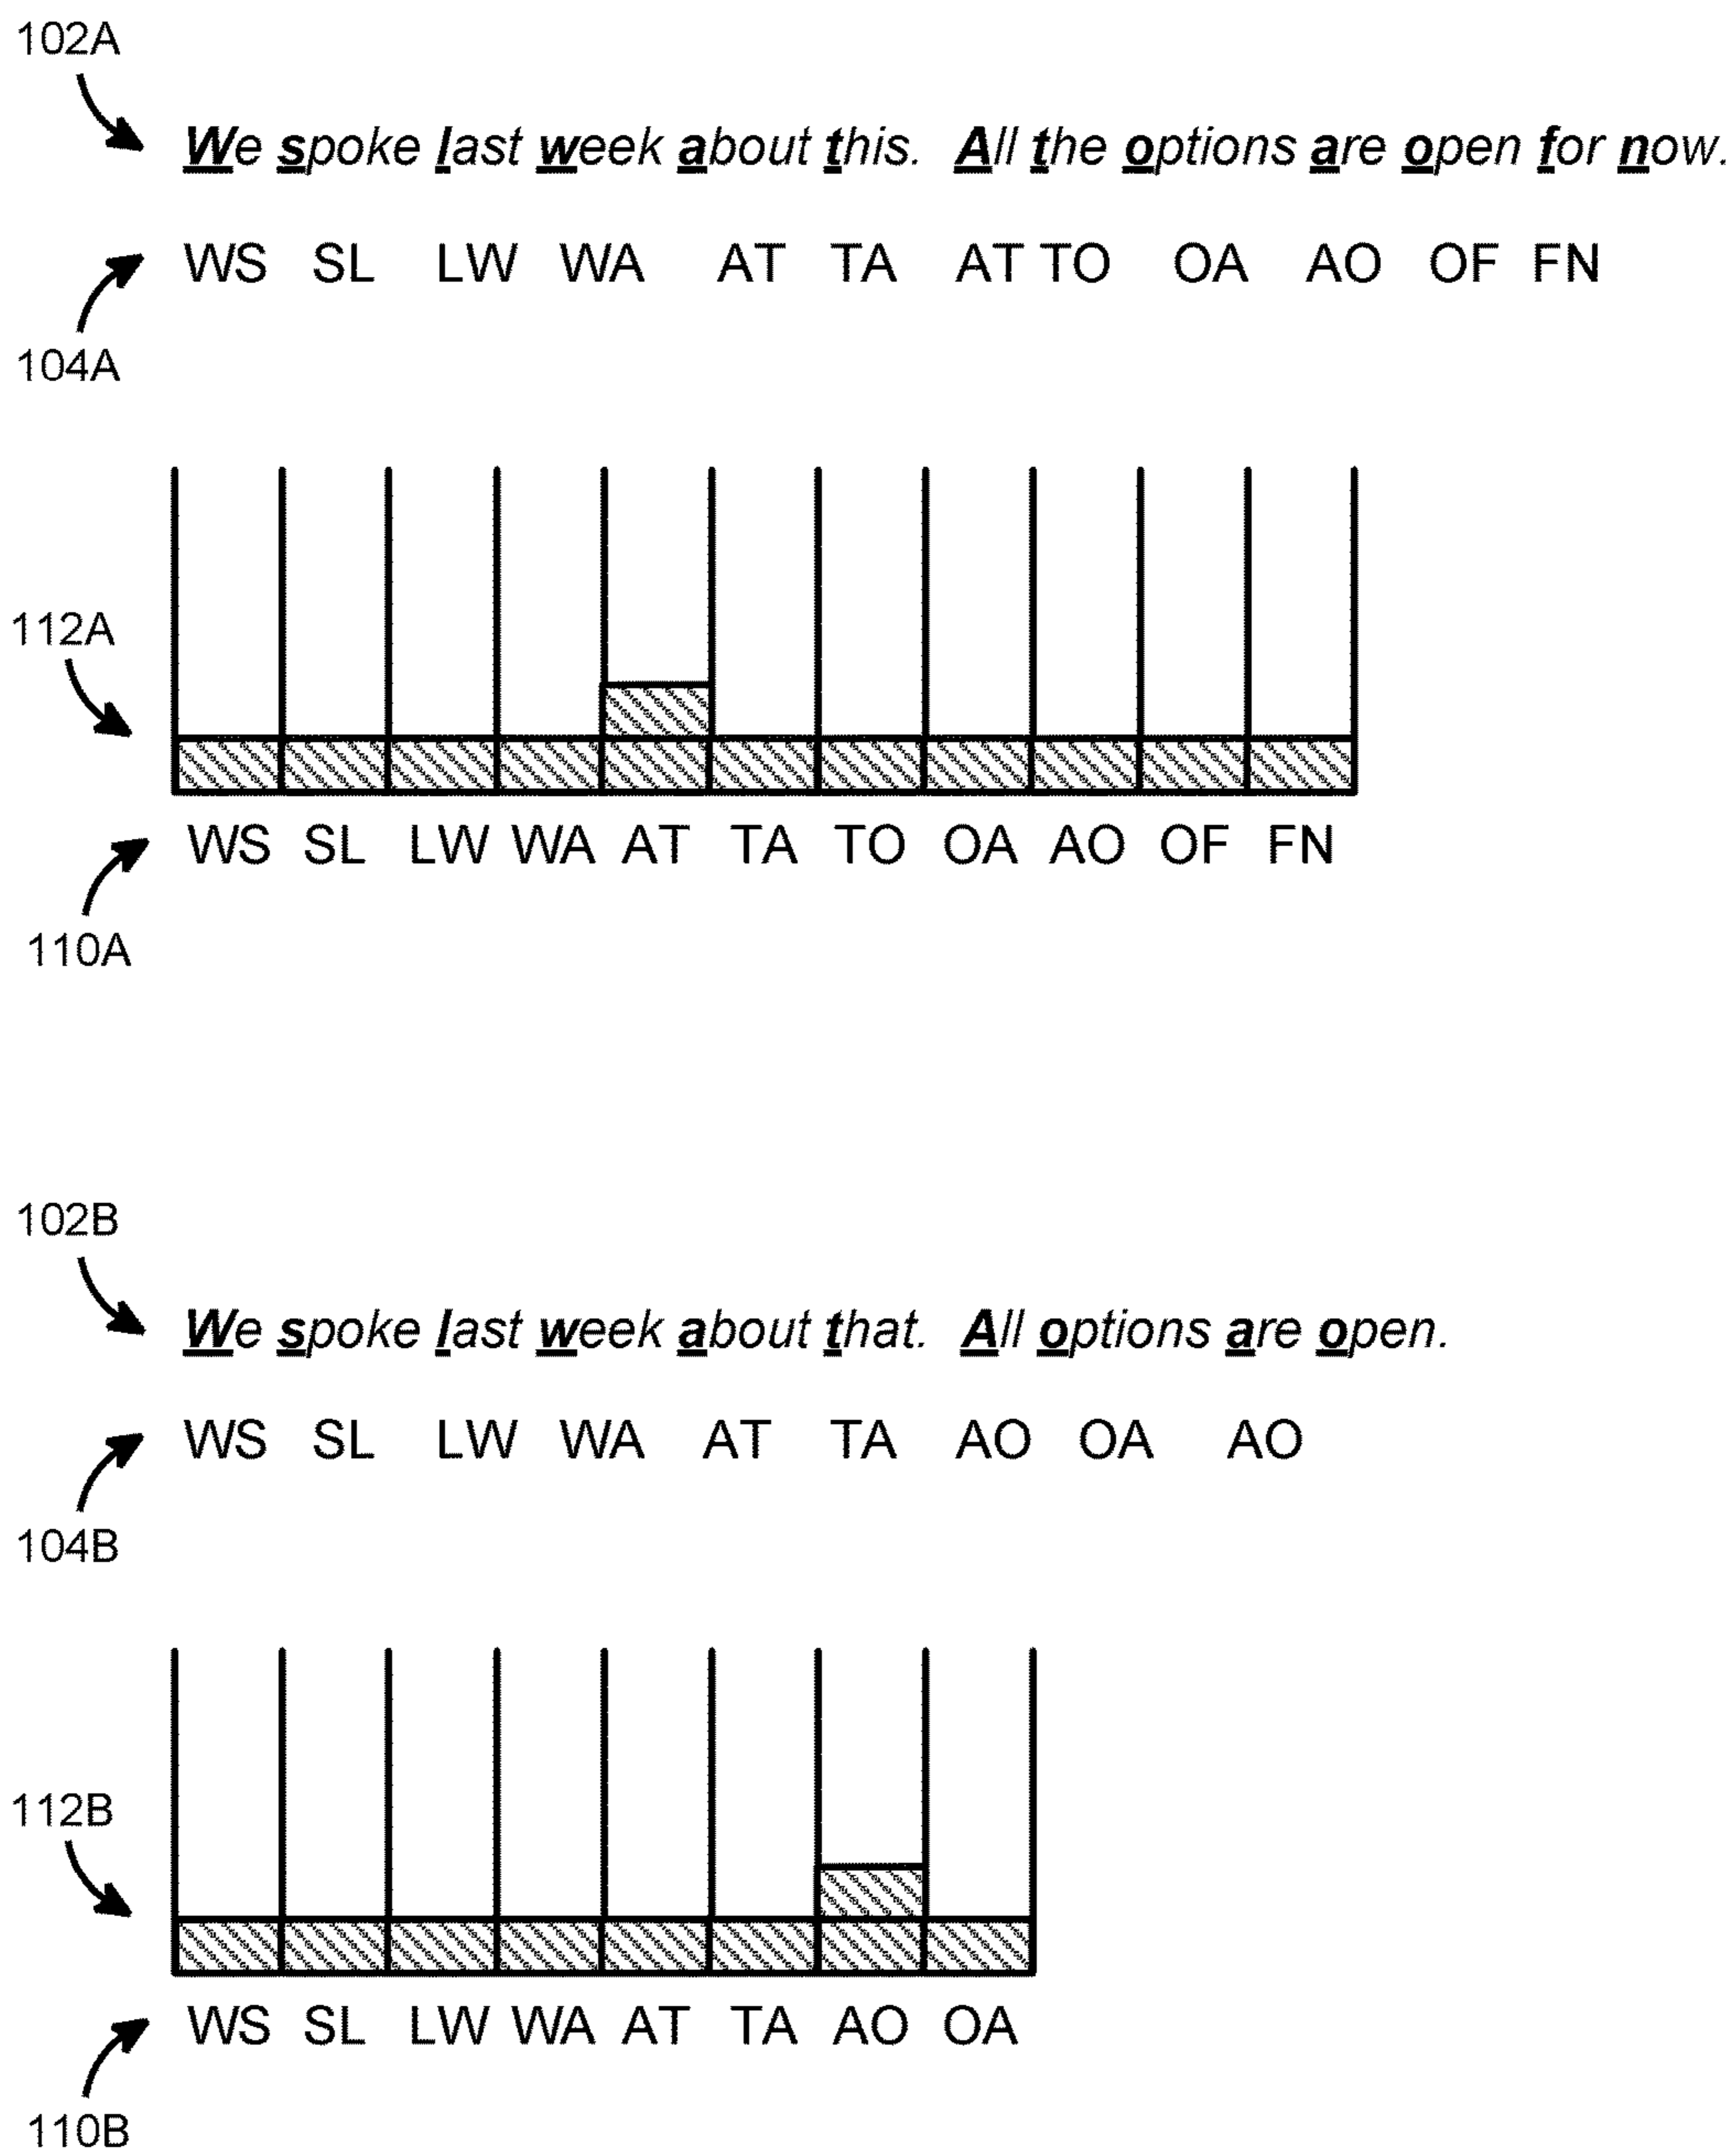 102A
We spoke last week about this. All the options are open for now.
WS SL LW WA AT TA AT TO OA AO OF FN
104A
112A
WS SL LW WA AT TA TO OA AO OF FN
110A
102B
We spoke last week about that. All options are open.
WS SL LW WA AT TA AO OA AO
104B
112B
WS SL LW WA AT TA AO OA
110B